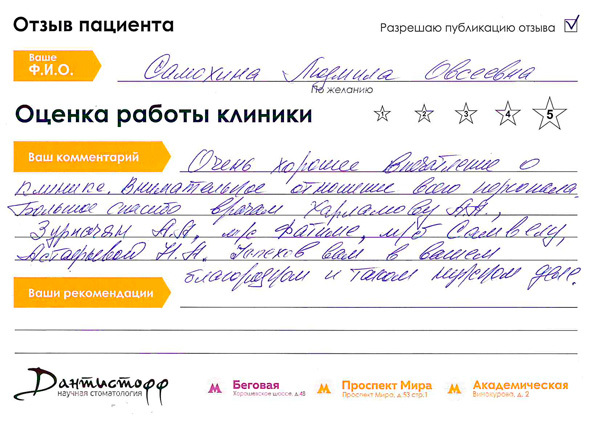 Отзыв пациента
Разрешаю публикацию отзыва
Ваше
Ф.И.О.
Самохина Людмила Овсеевна
По желанию
Оценка работы клиники
1 2 3 4 5
Ваш комментарий
Очень хорошее впечатление о
клинике. Внимательное отношение всего персонала.
Большое спасибо врачам Харламову А.А.,
А.А., м/с Фатиме, м/бр Самвелу,
Астафьевой Н.А. Успехов вам в вашем
благородном и таком нужном деле.
Ваши рекомендации
Дантистофф
научная стоматология
Беговая
Хорошевское шоссе, д.48
Проспект Мира
Проспект Мира, д.53 стр.1
Академическая
Винокурова, д. 2